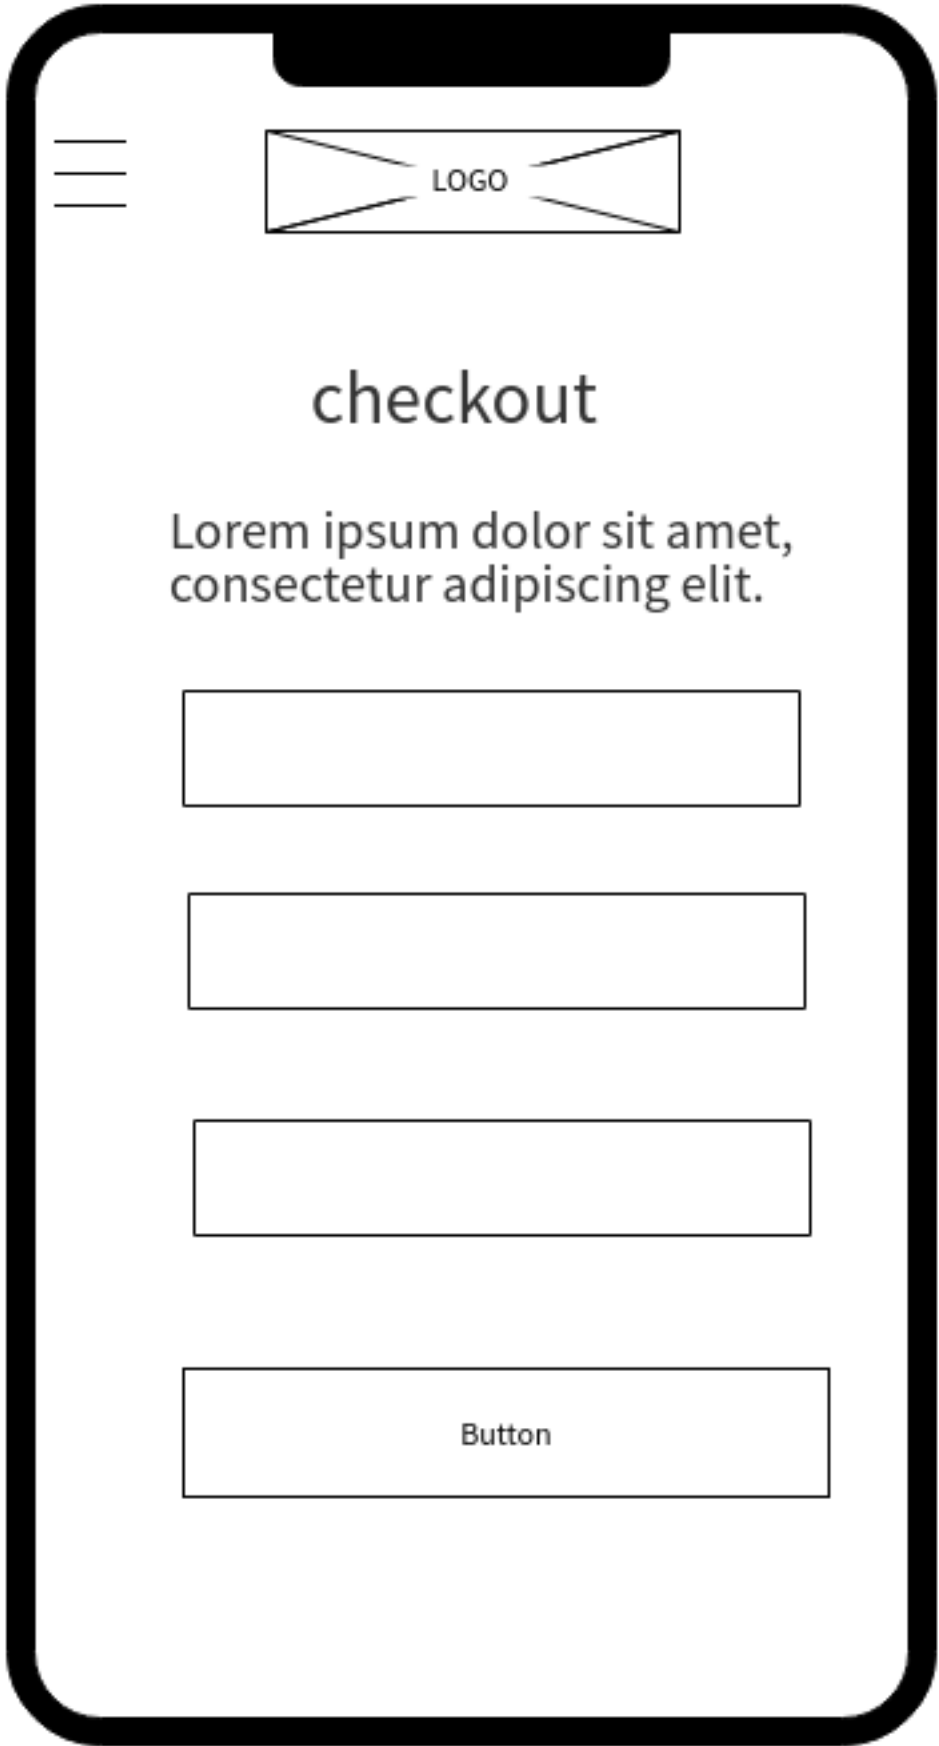 LOGO
checkout
Lorem ipsum dolor sit amet,
consectetur adipiscing elit.
Button